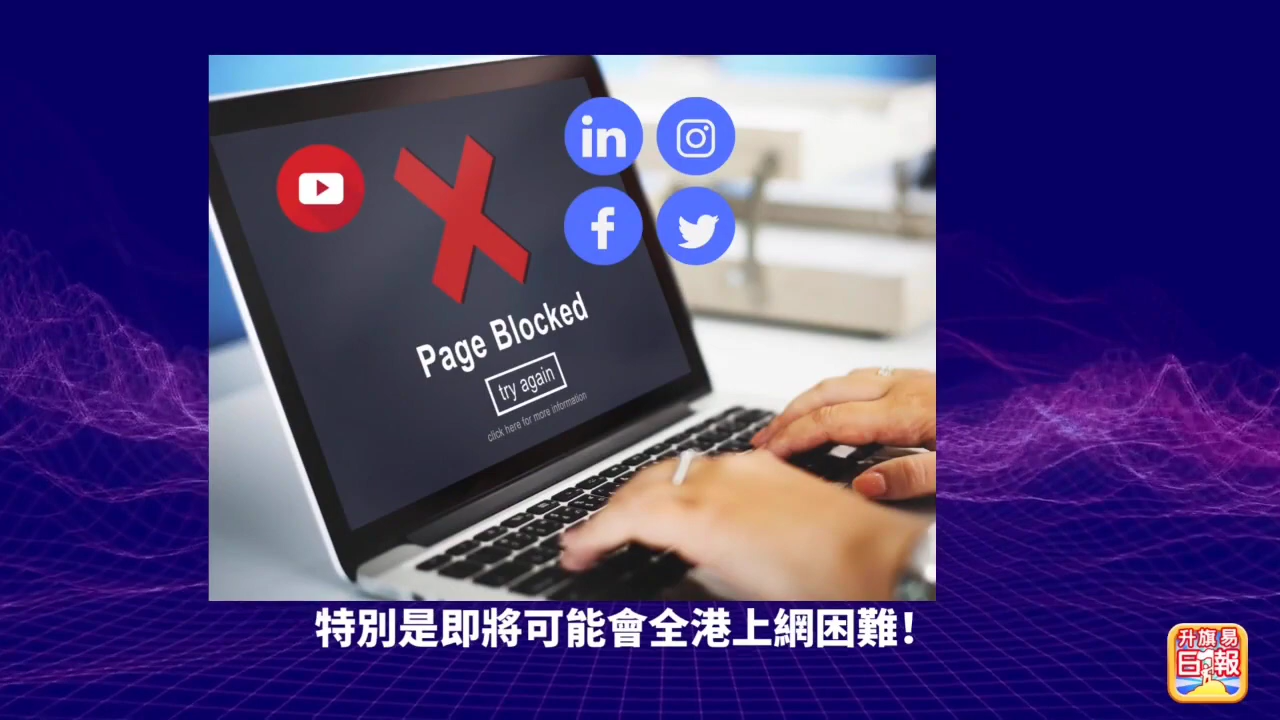 in
f
Page Blocked
try again
click here for more information
特別是即將可能會全港上網困難！
升旗易
日報